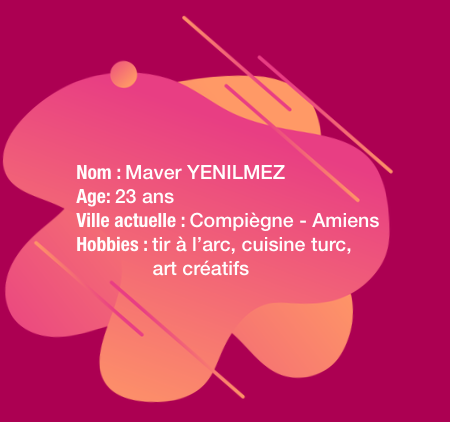 Nom : Maver YENILMEZ
Age: 23 ans
Ville actuelle : Compiègne - Amiens
Hobbies : tir à l'arc, cuisine turc,
art créatifs